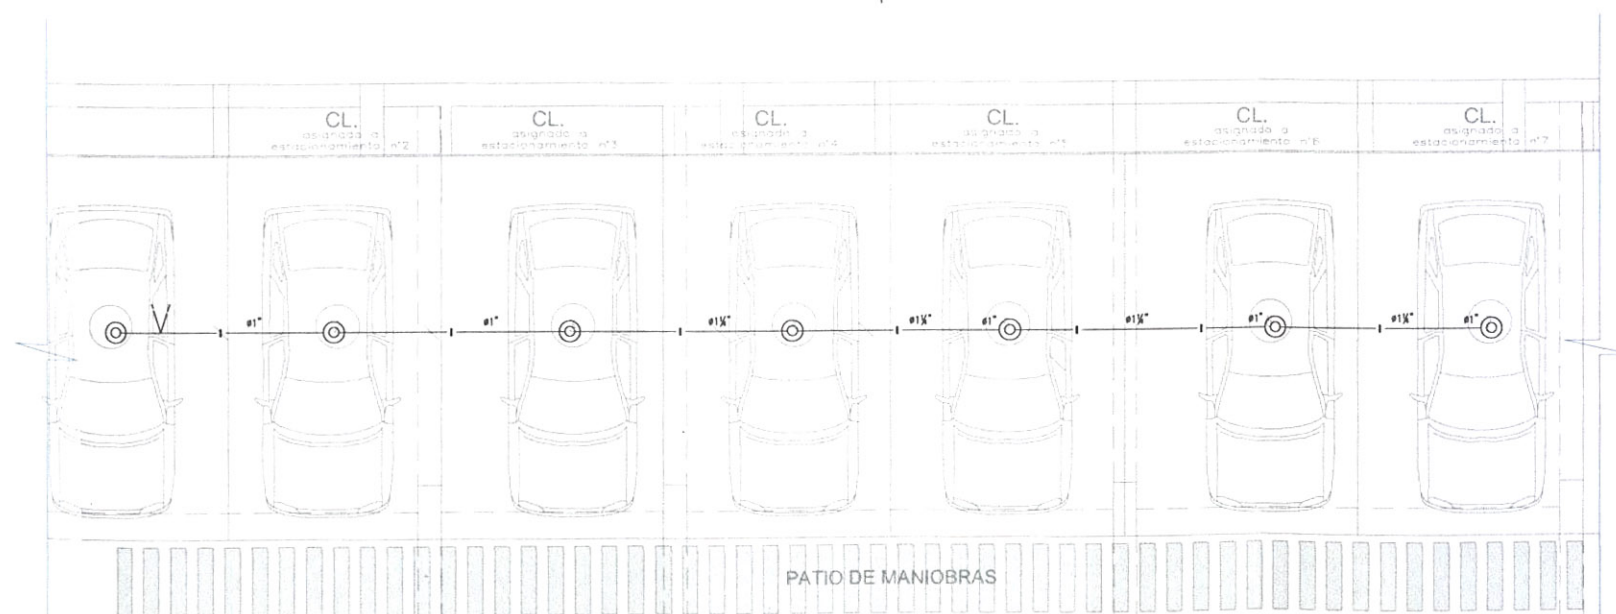 CL.
asignado a
estacionamiento n°2
CL.
asignado a
estacionamiento n°3
CL.
asignado a
estacionamiento n°4
CL.
asignado a
estacionamiento n°5
CL.
asignado a
estacionamiento n°6
CL.
asignado a
estacionamiento n°7
ø1"
ø1"
ø1¼"
ø1¼"
ø1"
ø1¼"
ø1"
ø1¼"
ø1"
PATIO DE MANIOBRAS